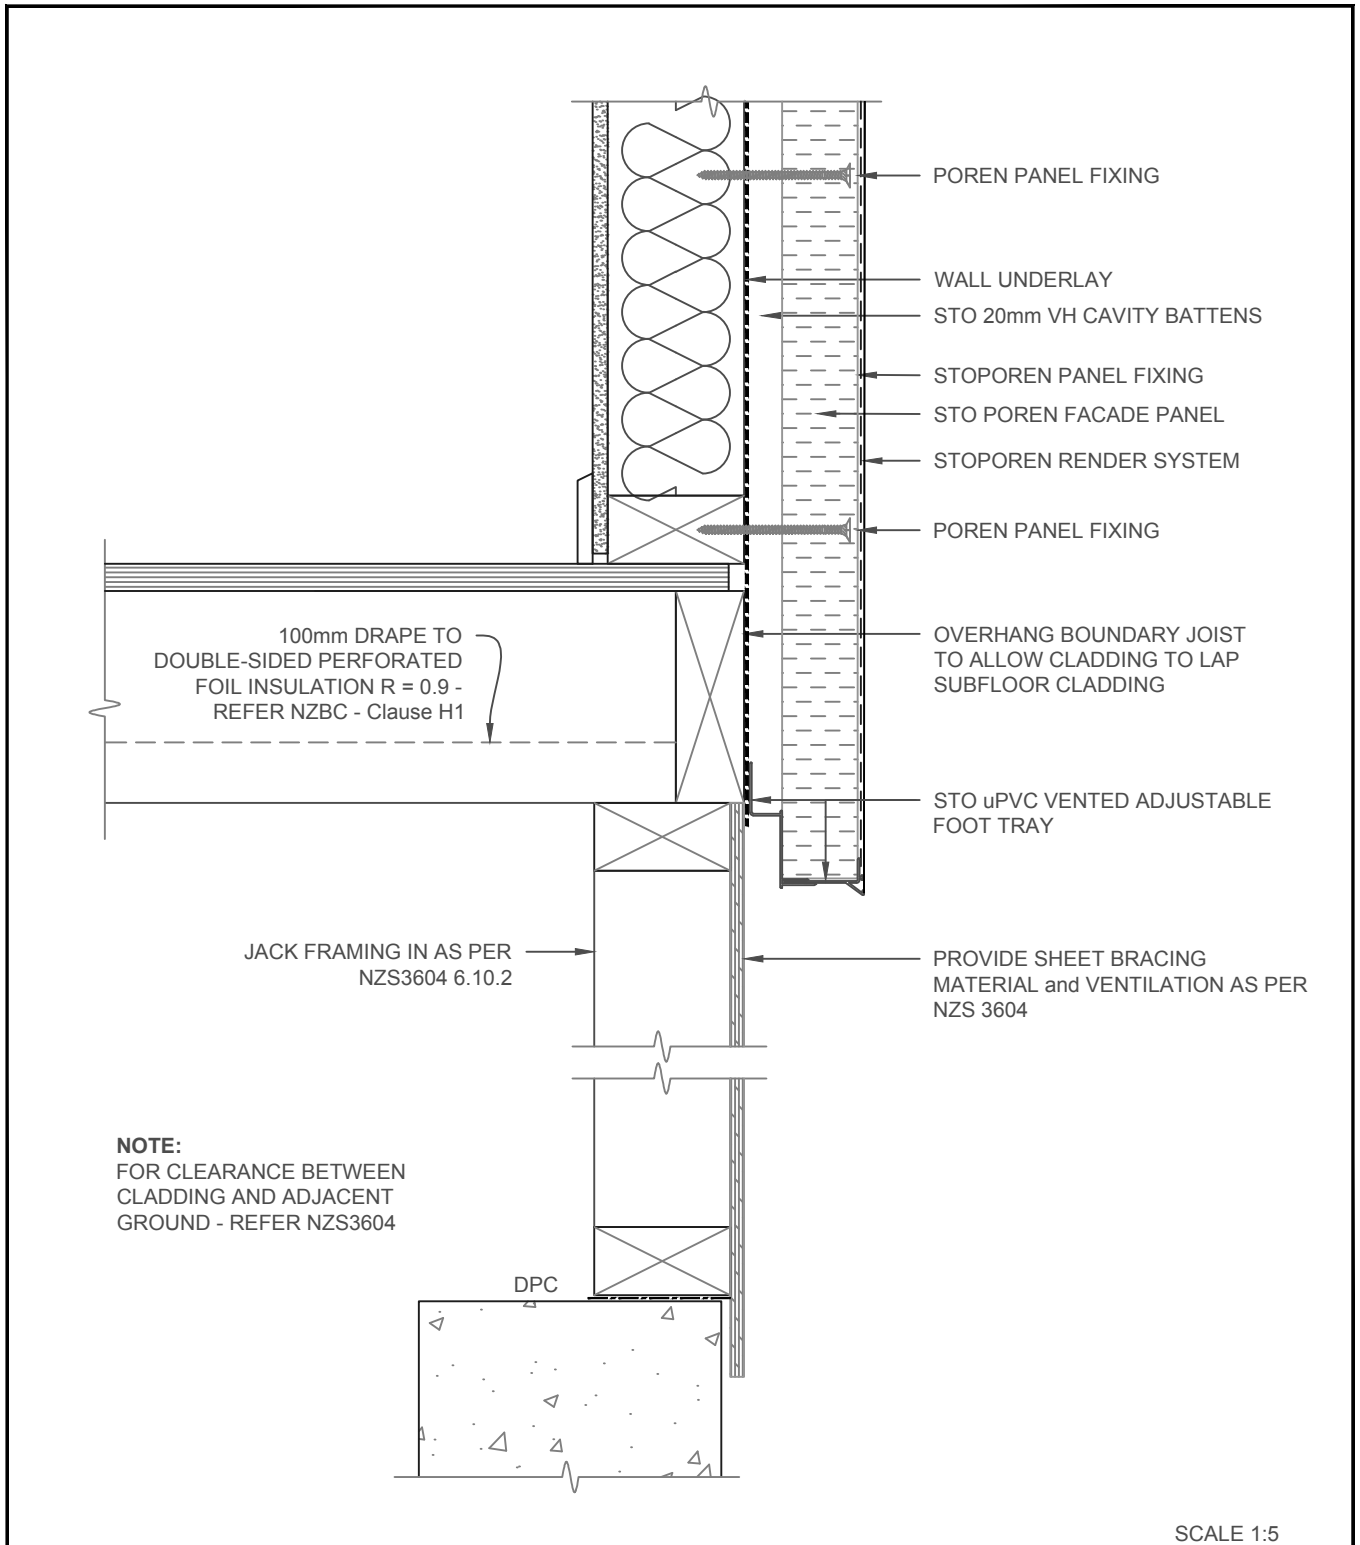 POREN PANEL FIXING
WALL UNDERLAY
STO 20mm VH CAVITY BATTENS
STOPOREN PANEL FIXING
STO POREN FACADE PANEL
STOPOREN RENDER SYSTEM
POREN PANEL FIXING
100mm DRAPE TO
DOUBLE-SIDED PERFORATED
FOIL INSULATION R = 0.9 -
REFER NZBC - Clause H1
OVERHANG BOUNDARY JOIST
TO ALLOW CLADDING TO LAP
SUBFLOOR CLADDING
STO uPVC VENTED ADJUSTABLE
FOOT TRAY
JACK FRAMING IN AS PER
NZS3604 6.10.2
PROVIDE SHEET BRACING
MATERIAL and VENTILATION AS PER
NZS 3604
NOTE:
FOR CLEARANCE BETWEEN
CLADDING AND ADJACENT
GROUND - REFER NZS3604
DPC
SCALE 1:5